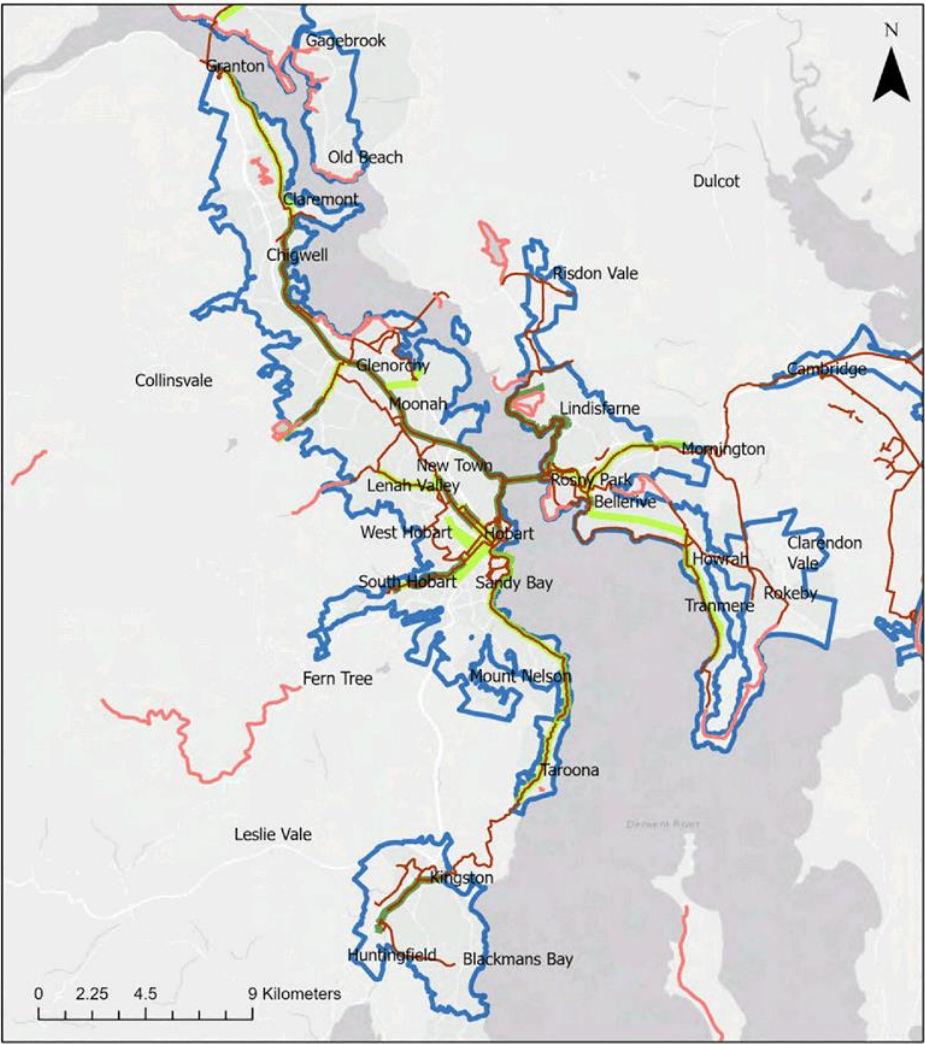 N
Gagebrook
Granton
Old Beach
Dulcot
Claremont
Chigwell
Risdon Vale
Glenorchy
Cambridge
Collinsvale
Moonah
Lindisfarne
Mornington
New Town
Lenah Valley
Rosny Park
Bellerive
West Hobart
Hobart
Clarendon
Vale
Howrah
South Hobart
Sandy Bay
Rokeby
Tranmere
Fern Tree
Mount Nelson
Taroona
Derwent River
Leslie Vale
Kingston
Huntingfield
Blackmans Bay
0 2.25 4.5 9 Kilometers